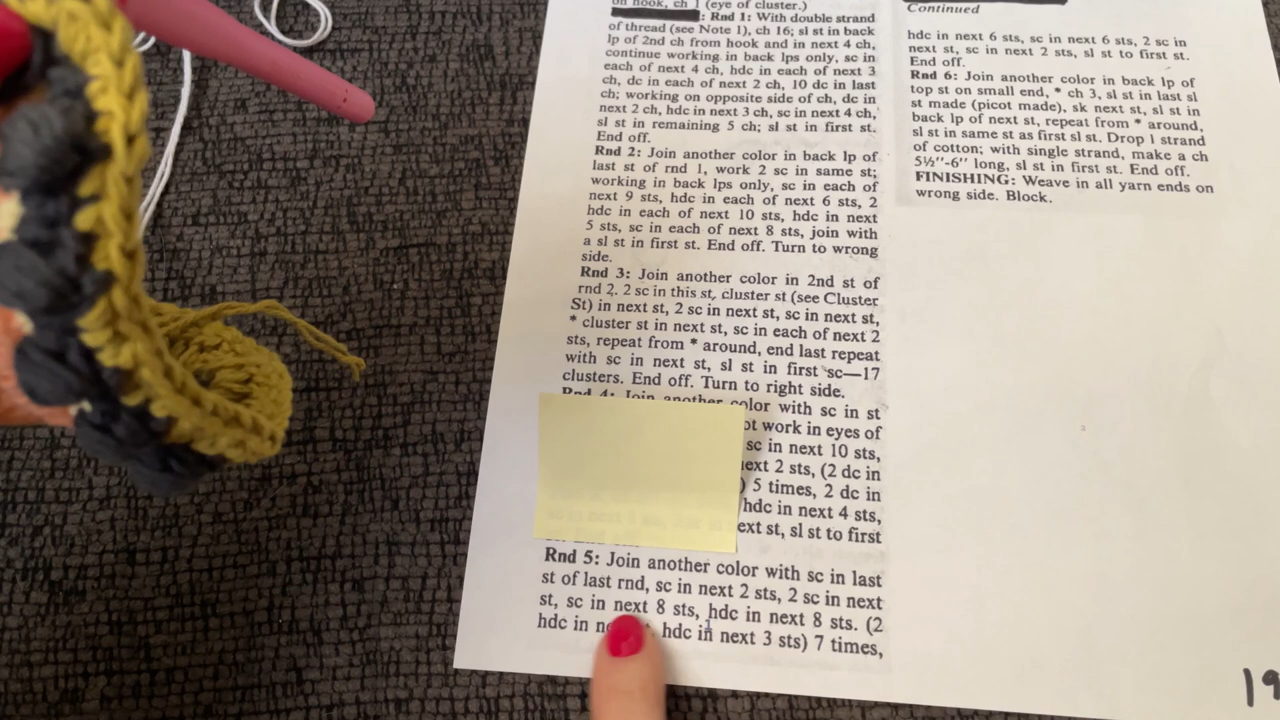 on hook, ch 1 (eye of cluster.)
: Rnd 1: With double strand
of thread (see Note 1), ch 16; sl st in back
lp of 2nd ch from hook and in next 4 ch,
continue working in back lps only, sc in
each of next 4 ch, hdc in each of next 3
ch, dc in each of next 2 ch, 10 dc in last
ch; working on opposite side of ch, dc in
next 2 ch, hdc in next 3 ch, sc in next 4 ch,
sl st in remaining 5 ch; sl st in first st.
End off.
Rnd 2: Join another color in back lp of
last st of rnd 1, work 2 sc in same st;
working in back lps only, sc in each of
next 9 sts, hdc in each of next 6 sts, 2
hdc in each of next 10 sts, hdc in next
5 sts, sc in each of next 8 sts, join with
a sl st in first st. End off. Turn to wrong
side.
Rnd 3: Join another color in 2nd st of
rnd 2. 2 sc in this st, cluster st (see Cluster
St) in next st, 2 sc in next st, sc in next st,
* cluster st in next st, sc in each of next 2
sts, repeat from * around, end last repeat
with sc in next st, sl st in first sc—17
clusters. End off. Turn to right side.
Rnd 4: Join another color with sc in st
work in eyes of
sc in next 10 sts,
next 2 sts, (2 dc in
) 5 times, 2 dc in
hdc in next 4 sts,
st, sl st to first
Rnd 5: Join another color with sc in last
st of last rnd, sc in next 2 sts, 2 sc in next
st, sc in next 8 sts, hdc in next 8 sts. (2
hdc in hdc in next 3 sts) 7 times,
Continued
hdc in next 6 sts, sc in next 6 sts, 2 sc in
next st, sc in next 2 sts, sl st to first st.
End off.
Rnd 6: Join another color in back lp of
top st on small end, * ch 3, sl st in last sl
st made (picot made), sk next st, sl st in
back lp of next st, repeat from * around,
sl st in same st as first sl st. Drop 1 strand
of cotton; with single strand, make a ch
5½"-6" long, sl st in first st. End off.
FINISHING: Weave in all yarn ends on
wrong side. Block.
19